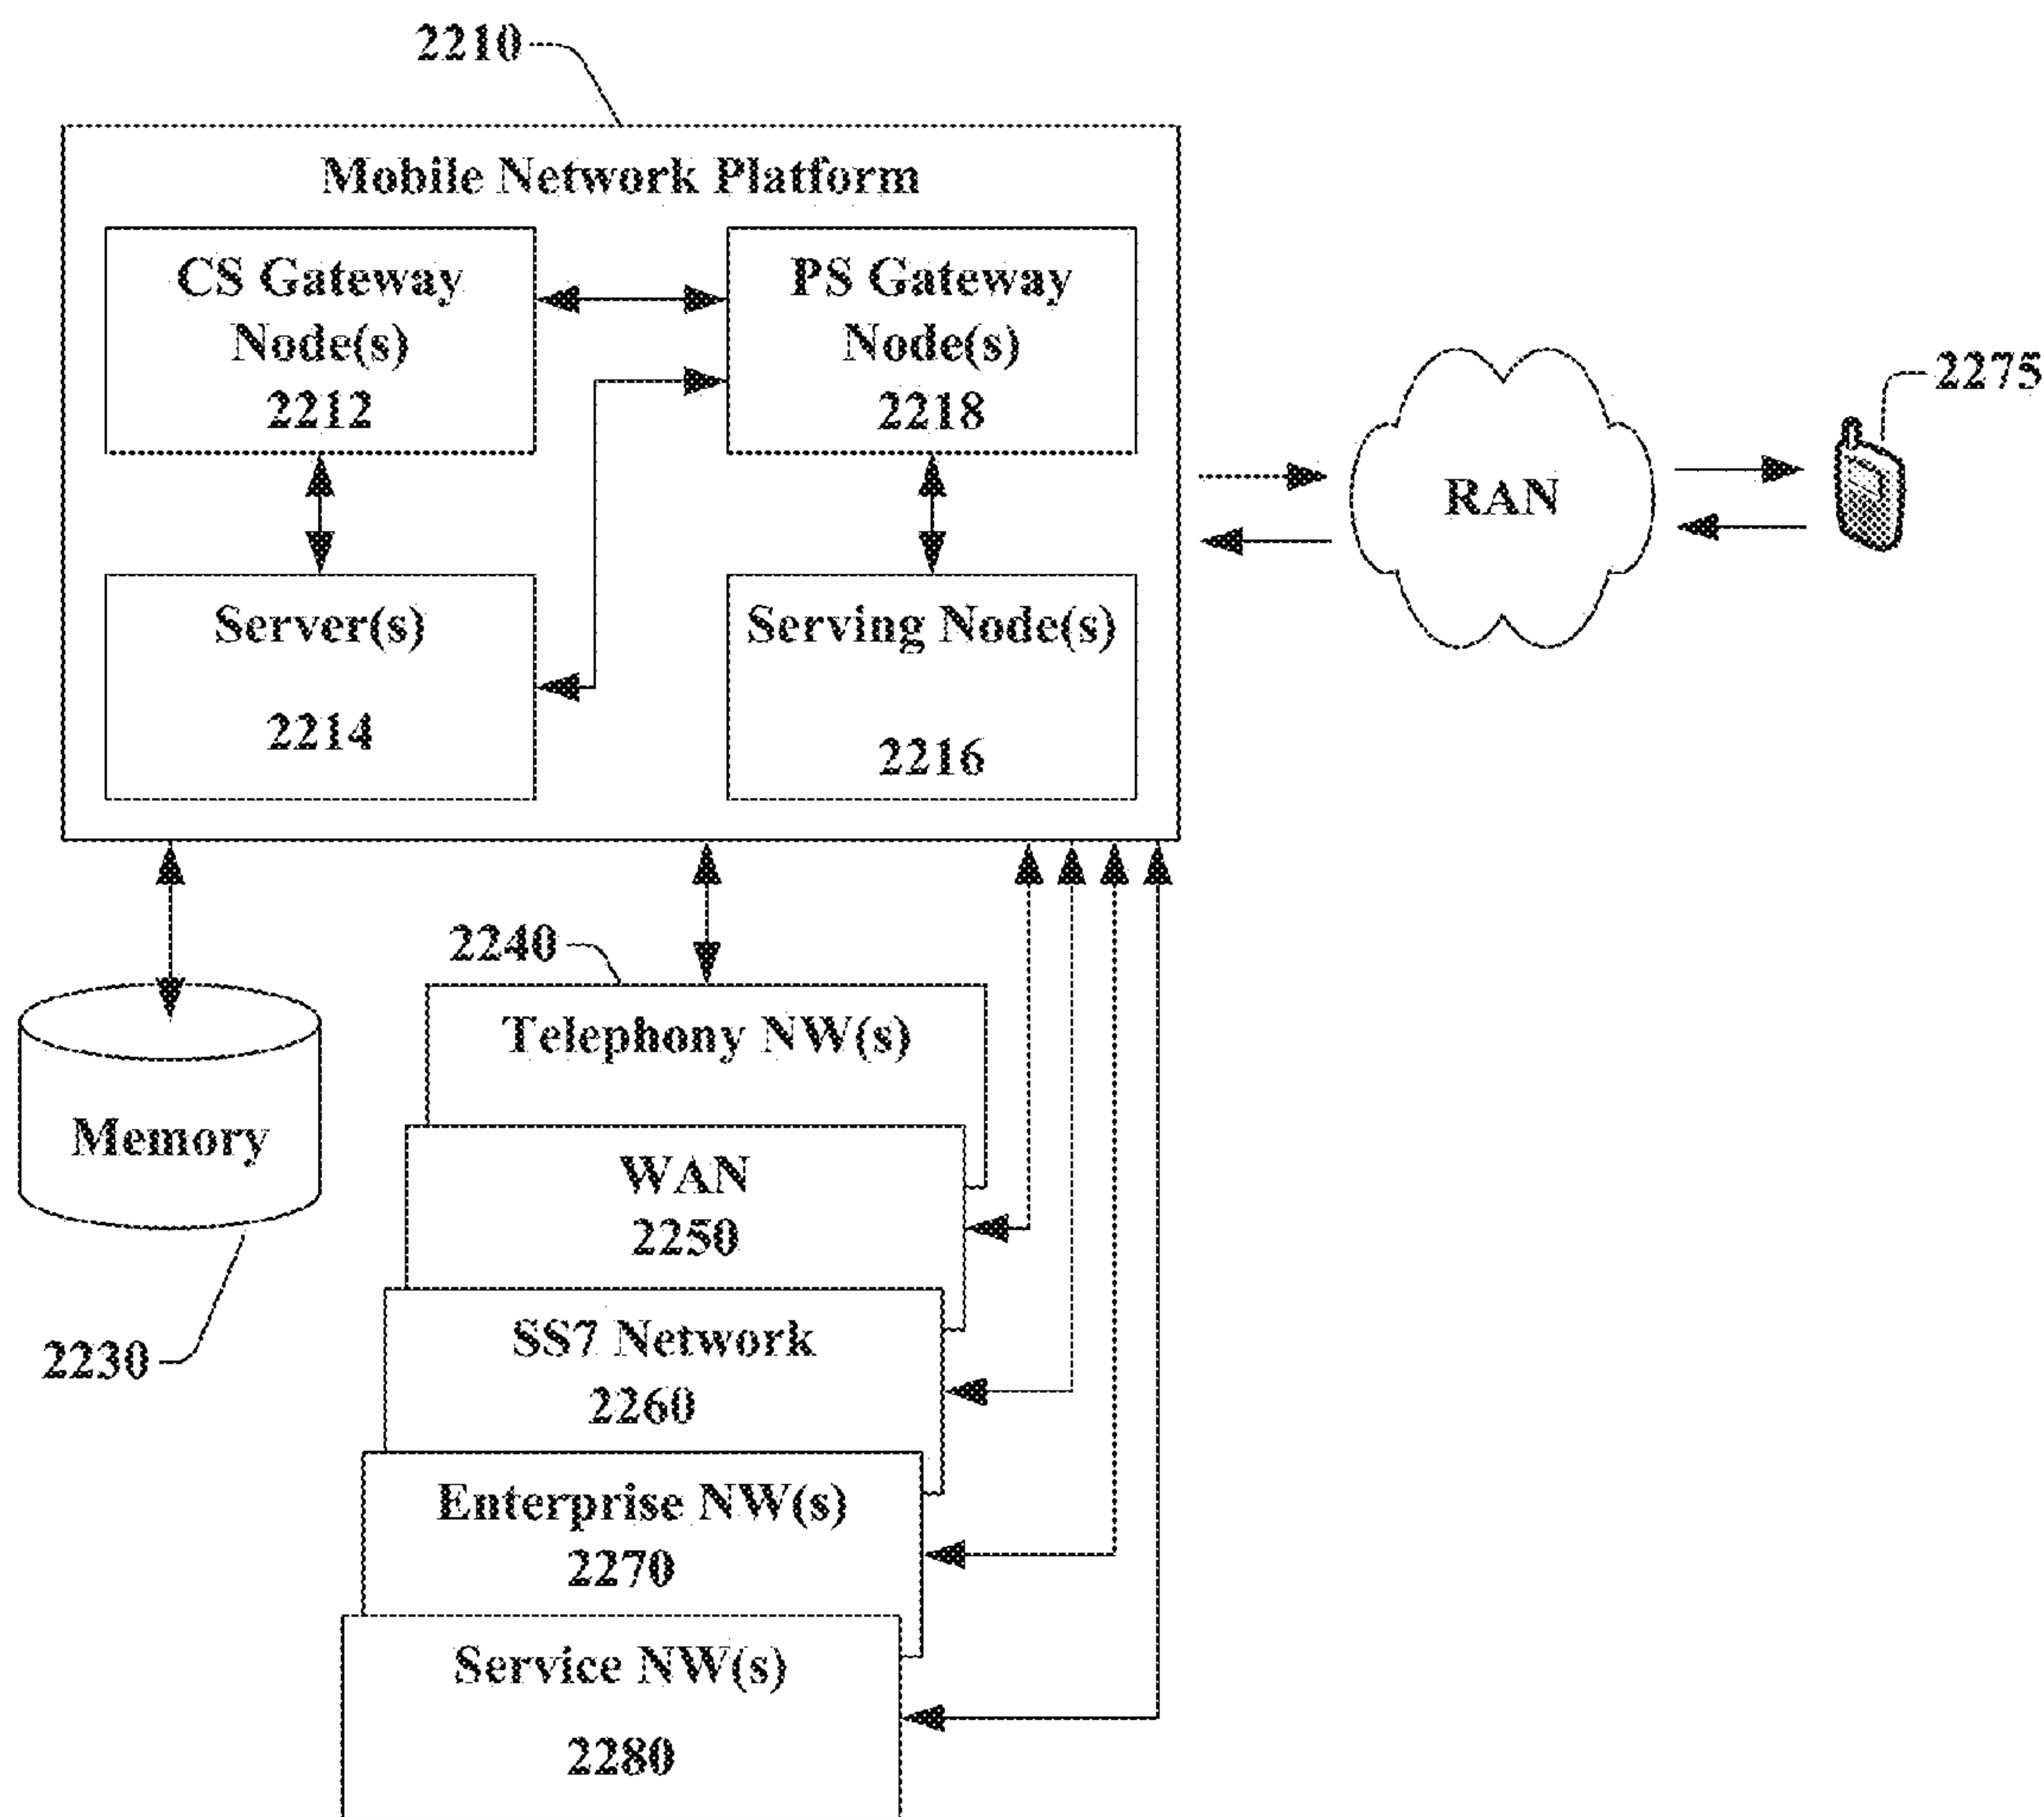 2210
Mobile Network Platform
CS Gateway
Node(s)
2212
PS Gateway
Node(s)
2218
Server(s)
2214
Serving Node(s)
2216
RAN
2275
2240
Telephony NW(s)
Memory
2230
WAN
2250
SS7 Network
2260
Enterprise NW(s)
2270
Service NW(s)
2280